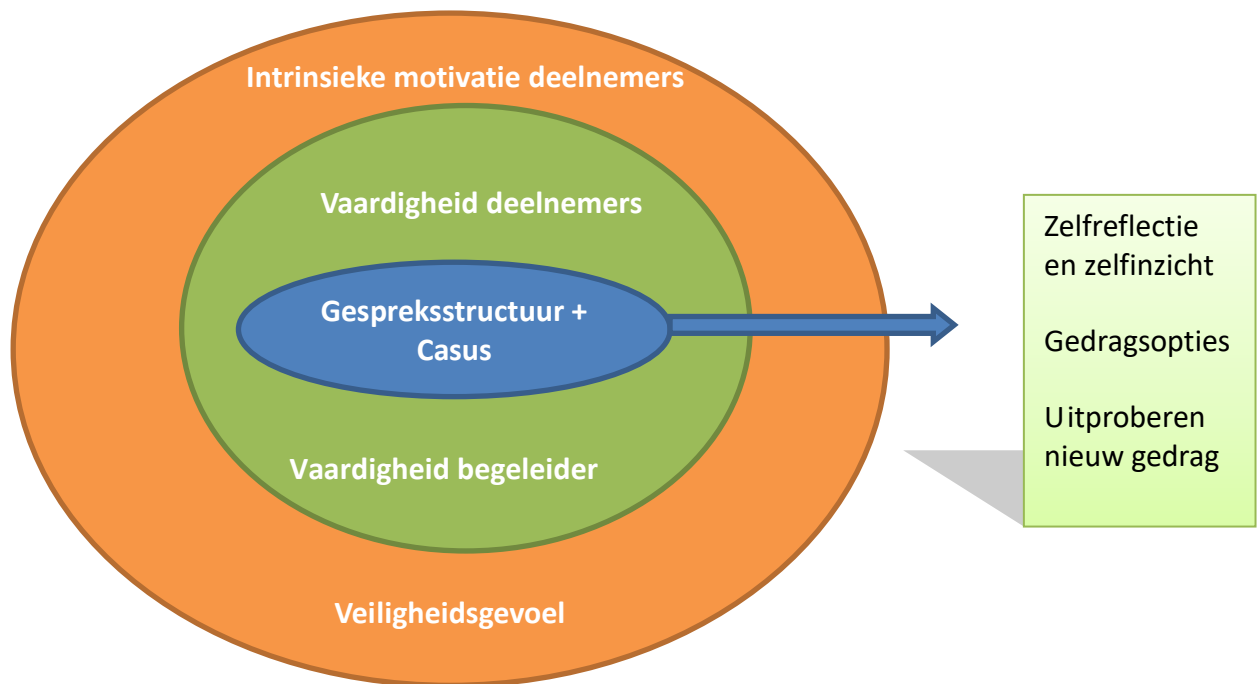 Intrinsieke motivatie deelnemers
Vaardigheid deelnemers
Gespreksstructuur +
Casus
Vaardigheid begeleider
Veiligheidsgevoel
Zelfreflectie
en zelfinzicht
Gedragsopties
Uitproberen
nieuw gedrag